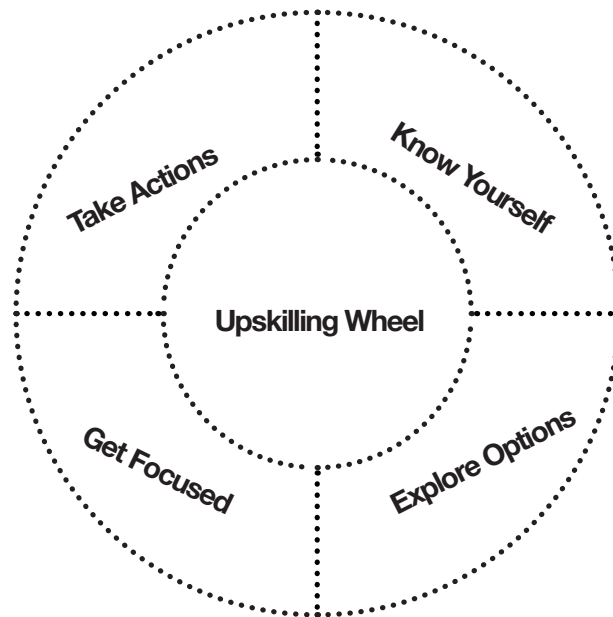 Take Actions
Know Yourself
Upskilling Wheel
Get Focused
Explore Options